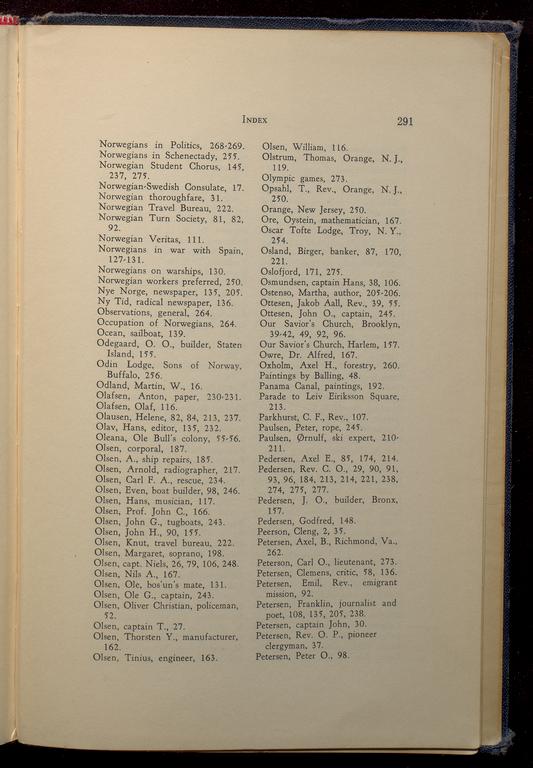 INDEX
291
Norwegians in Politics, 268-269.
Norwegians in Schenectady, 255.
Norwegian Student Chorus, 145,
237, 275.
Norwegian-Swedish Consulate, 17.
Norwegian thoroughfare, 31.
Norwegian Travel Bureau, 222.
Norwegian Turn Society, 81, 82,
92.
Norwegian Veritas, 111.
Norwegians in war with Spain,
127-131.
Norwegians on warships, 130.
Norwegian workers preferred, 250.
Nye Norge, newspaper, 135, 205.
Ny Tid, radical newspaper, 136.
Observations, general, 264.
Occupation of Norwegians, 264.
Ocean, sailboat, 139.
Odegaard, O. O., builder, Staten
Island, 155.
Odin Lodge, Sons of Norway,
Buffalo, 256.
Odland, Martin, W., 16.
Olafsen, Anton, paper, 230-231.
Olafsen, Olaf, 116.
Olausen, Helene, 82, 84, 213, 237.
Olav, Hans, editor, 135, 232.
Oleana, Ole Bull's colony, 55-56.
Olsen, corporal, 187.
Olsen, A., ship repairs, 185.
Olsen, Arnold, radiographer, 217.
Olsen, Carl F. A., rescue, 234.
Olsen, Even, boat builder, 98, 246.
Olsen, Hans, musician, 117.
Olsen, Prof. John C., 166.
Olsen, John G., tugboats, 243.
Olsen, John H., 90, 155.
Olsen, Knut, travel bureau, 222.
Olsen, Margaret, soprano, 198.
Olsen, capt. Niels, 26, 79, 106, 248.
Olsen, Nils A., 167.
Olsen, Ole, bos'un's mate, 131.
Olsen, Ole G., captain, 243.
Olsen, Oliver Christian, policeman,
52.
Olsen, captain T., 27.
Olsen, Thorsten Y., manufacturer,
162.
Olsen, Tinius, engineer, 163.
Olsen, William, 116.
Olstrum, Thomas, Orange, N. J.,
119.
Olympic games, 273.
Opsahl, T., Rev., Orange, N. J.,
250.
Orange, New Jersey, 250.
Ore, Oystein, mathematician, 167.
Oscar Tofte Lodge, Troy, N. Y.,
254.
Osland, Birger, banker, 87, 170,
221.
Oslofjord, 171, 275.
Osmundsen, captain Hans, 38, 106.
Ostenso, Martha, author, 205-206.
Ottesen, Jakob Aall, Rev., 39, 55.
Ottesen, John O., captain, 245.
Our Savior's Church, Brooklyn,
39-42, 49, 92, 96.
Our Savior's Church, Harlem, 157.
Owre, Dr. Alfred, 167.
Oxholm, Axel H., forestry, 260.
Paintings by Balling, 48.
Panama Canal, paintings, 192.
Parade to Leiv Eiriksson Square,
213.
Parkhurst, C. F., Rev., 107.
Paulsen, Peter, rope, 245.
Paulsen, Ørnulf, ski expert, 210-
211.
Pedersen, Axel E., 85, 174, 214.
Pedersen, Rev. C. O., 29, 90, 91,
93, 96, 184, 213, 214, 221, 238,
274, 275, 277.
Pedersen, J. O., builder, Bronx,
157.
Pedersen, Godfred, 148.
Peerson, Cleng, 2, 35.
Petersen, Axel, B., Richmond, Va.,
262.
Peterson, Carl O., lieutenant, 273.
Petersen, Clemens, critic, 58, 136.
Petersen, Emil, Rev., emigrant
mission, 92.
Petersen, Franklin, journalist and
poet, 108, 135, 205, 238.
Petersen, captain John, 30.
Petersen, Rev. O. P., pioneer
clergyman, 37.
Petersen, Peter O., 98.